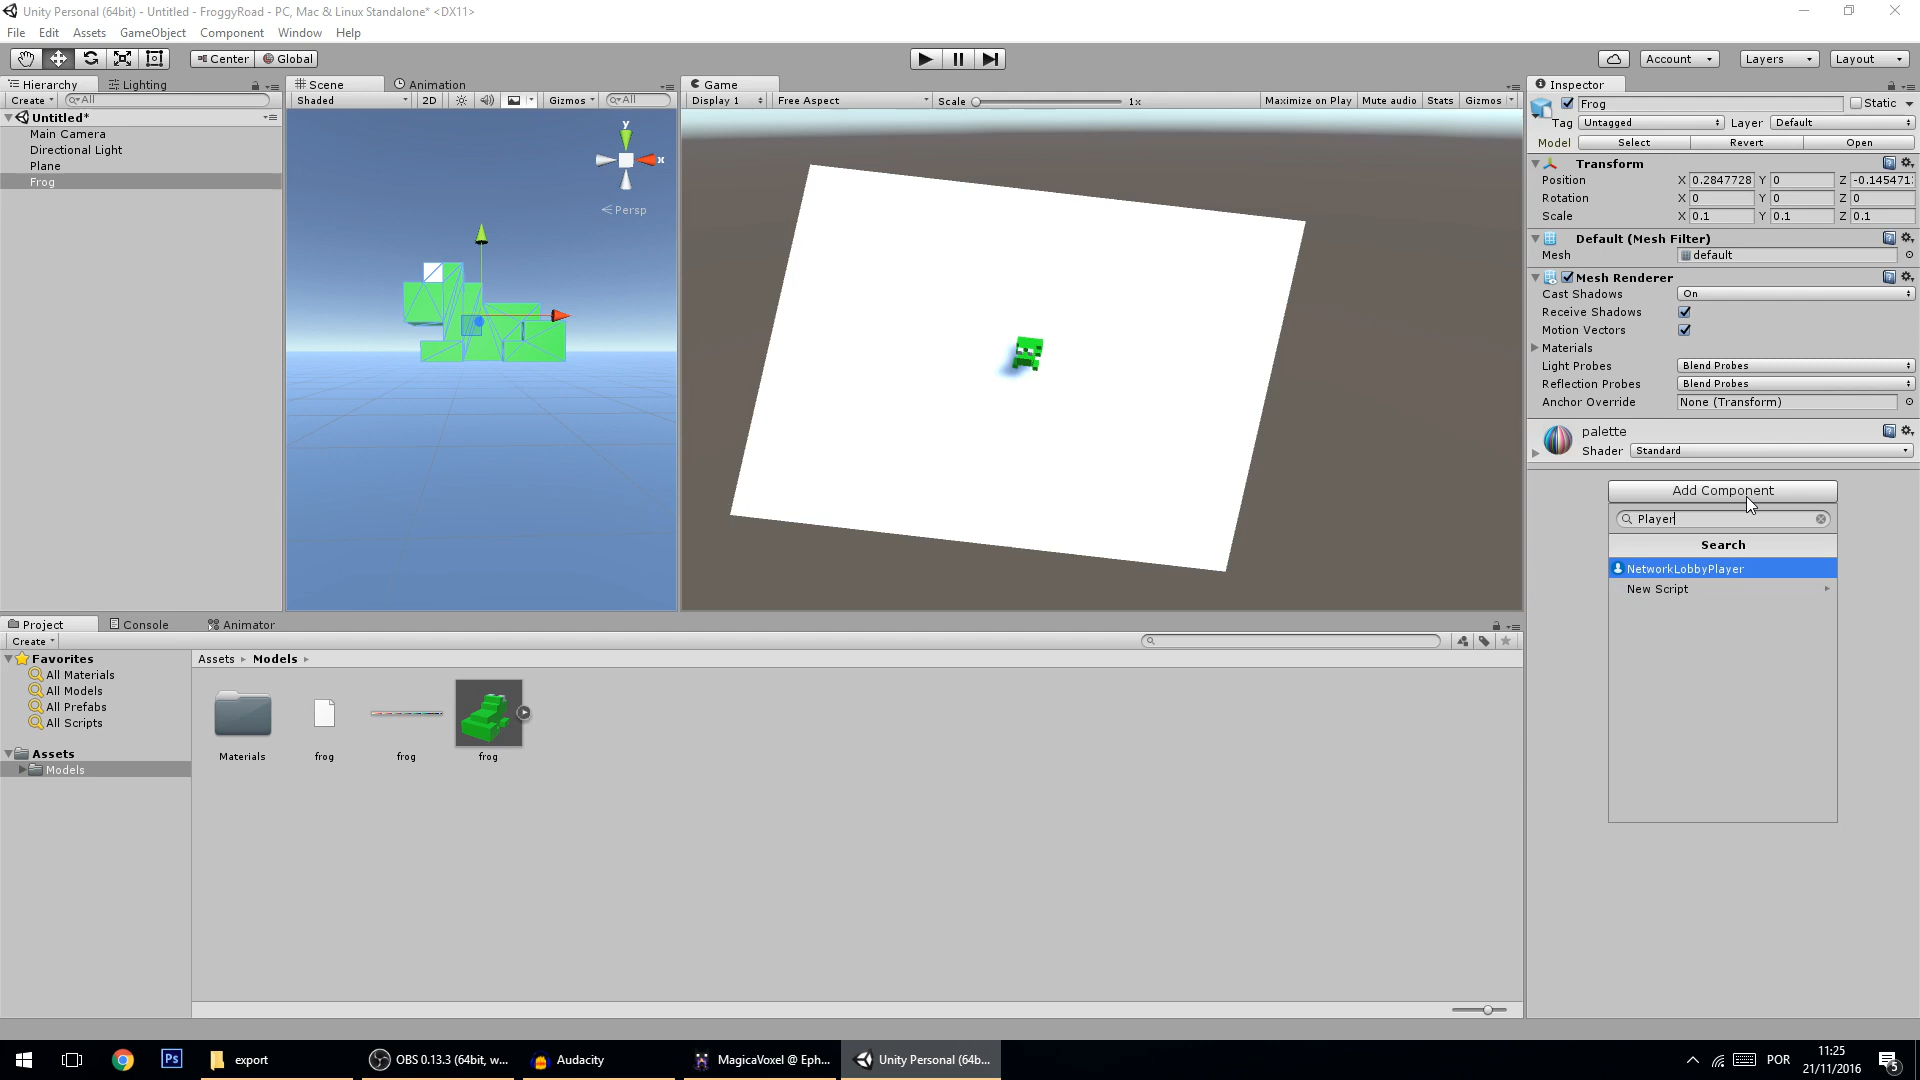 Unity Personal (64bit) - Untitled - FroggyRoad - PC, Mac & Linux Standalone* <DX11>
File Edit Assets GameObject Component Window Help
Center Global Account Layers Layout
Hierarchy Lighting Scene Animation Game Inspector
Create All Shaded 2D Gizmos All Display 1 Free Aspect Scale 1x Maximize on Play Mute audio Stats Gizmos
Frog Static
Untitled*
Main Camera
Directional Light
Plane
Frog
y
x
Persp
Tag Untagged Layer Default
Model Select Revert Open
Transform
Position X 0.2847728 Y 0 Z -0.145471
Rotation X 0 Y 0 Z 0
Scale X 0.1 Y 0.1 Z 0.1
Default (Mesh Filter)
Mesh default
Mesh Renderer
Cast Shadows On
Receive Shadows
Motion Vectors
Materials
Light Probes Blend Probes
Reflection Probes Blend Probes
Anchor Override None (Transform)
palette
Shader Standard
Add Component
Player
Search
NetworkLobbyPlayer
New Script
Project Console Animator
Create
Favorites
All Materials
All Models
All Prefabs
All Scripts
Assets
Models
Assets Models
Materials frog frog frog
Ps export OBS 0.13.3 (64bit, w... Audacity MagicaVoxel @ Eph... Unity Personal (64b... POR 11:25
21/11/2016 5